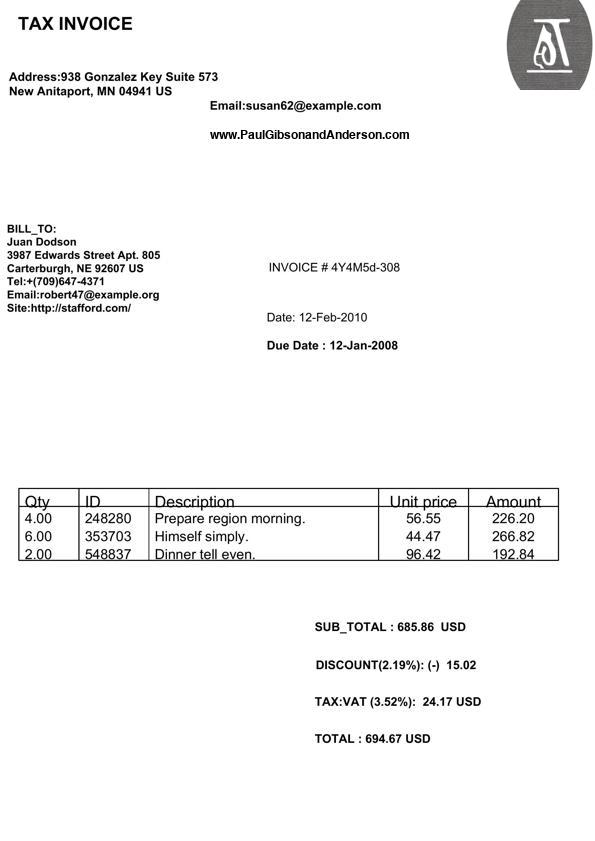 TAX INVOICE
Address:938 Gonzalez Key Suite 573
New Anitaport, MN 04941 US
Email:susan62@example.com
www.PaulGibsonandAnderson.com
BILL_TO:
Juan Dodson
3987 Edwards Street Apt. 805
Carterburgh, NE 92607 US
Tel:+(709)647-4371
Email:robert47@example.org
Site:http://stafford.com/
INVOICE # 4Y4M5d-308
Date: 12-Feb-2010
Due Date : 12-Jan-2008
Qty ID Description Unit price Amount
4.00 248280 Prepare region morning. 56.55 226.20
6.00 353703 Himself simply. 44.47 266.82
2.00 548837 Dinner tell even. 96.42 192.84
SUB_TOTAL : 685.86 USD
DISCOUNT(2.19%): (-) 15.02
TAX:VAT (3.52%): 24.17 USD
TOTAL : 694.67 USD